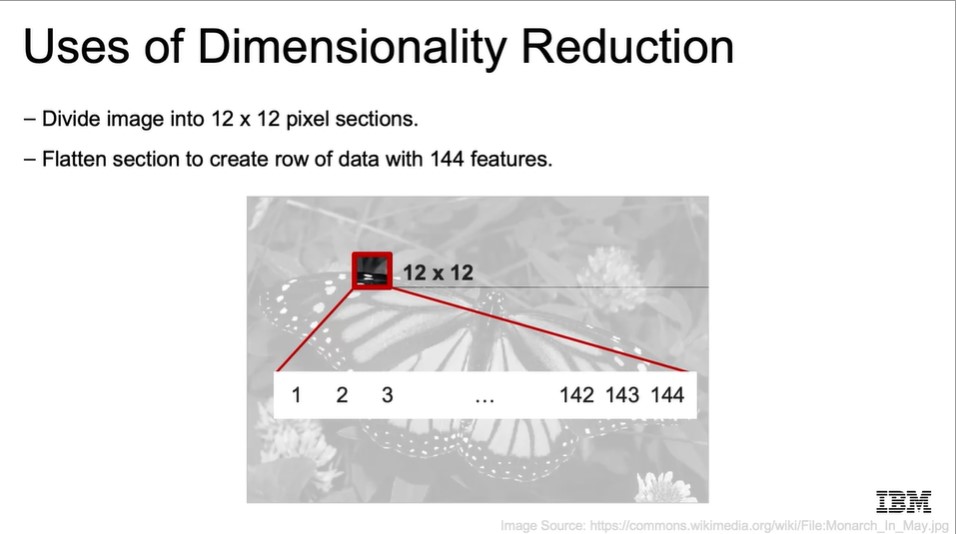 Uses of Dimensionality Reduction
– Divide image into 12 x 12 pixel sections.
– Flatten section to create row of data with 144 features.
12 x 12
1 2 3 ... 142 143 144
IBM
Image Source: https://commons.wikimedia.org/wiki/File:Monarch_In_May.jpg